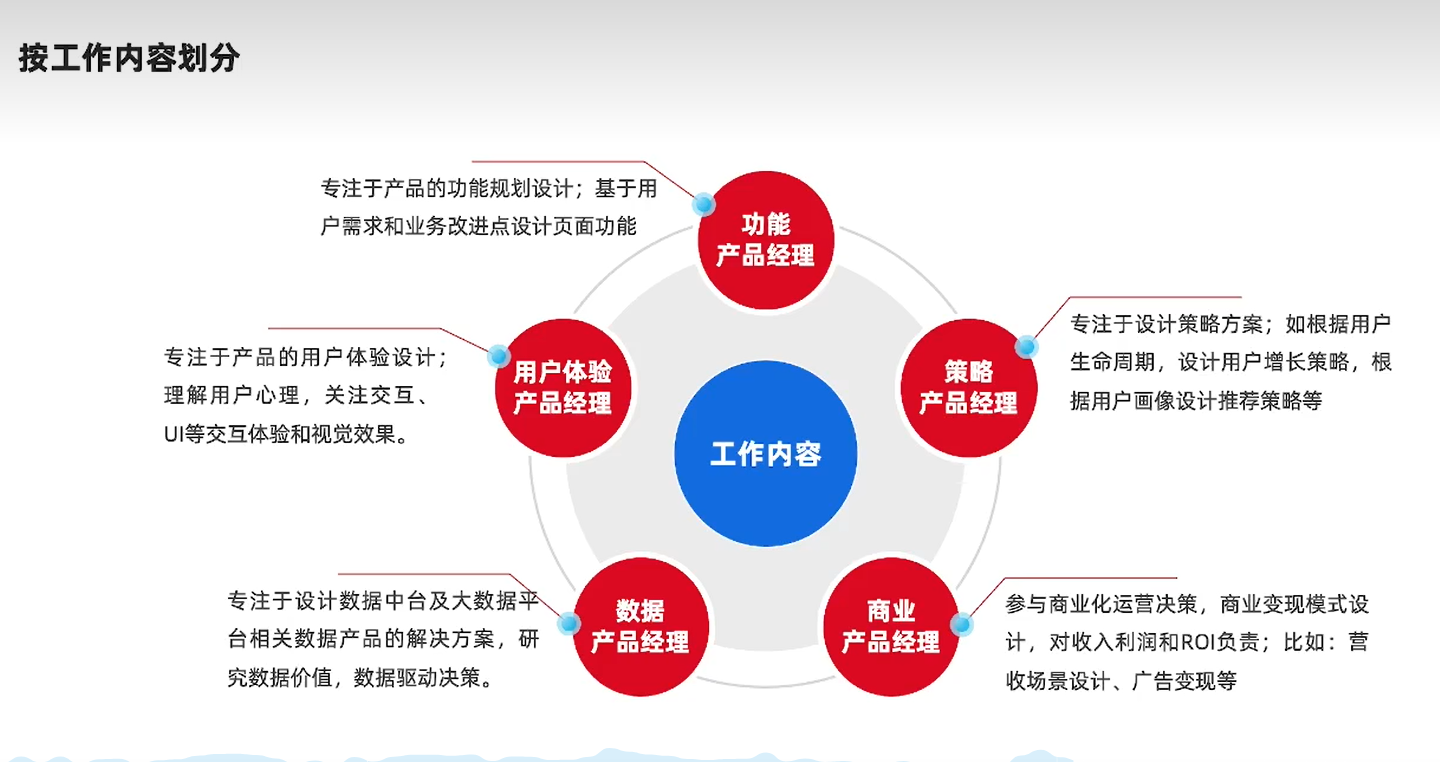 按工作内容划分
专注于产品的功能规划设计；基于用
户需求和业务改进点设计页面功能
功能
产品经理
专注于设计策略方案；如根据用户
生命周期，设计用户增长策略，根
据用户画像设计推荐策略等
策略
产品经理
专注于产品的用户体验设计；
理解用户心理，关注交互、
UI等交互体验和视觉效果。
用户体验
产品经理
工作内容
专注于设计数据中台及大数据平
台相关数据产品的解决方案，研
究数据价值，数据驱动决策。
数据
产品经理
商业
产品经理
参与商业化运营决策，商业变现模式设
计，对收入利润和ROI负责；比如：营
收场景设计、广告变现等